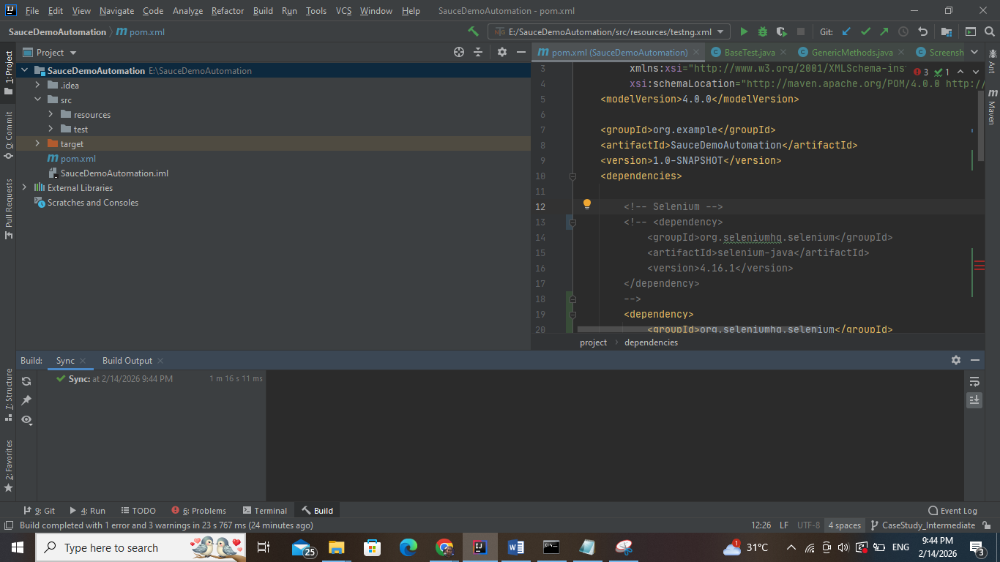 File Edit View Navigate Code Analyze Refactor Build Run Tools VCS Window Help SauceDemoAutomation - pom.xml
SauceDemoAutomation m pom.xml
E:/SauceDemoAutomation/src/resources/testng.xml
Git:
1: Project
0: Commit
Pull Requests
7: Structure
2: Favorites
Project
SauceDemoAutomation E:\SauceDemoAutomation
.idea
src
resources
test
target
m pom.xml
SauceDemoAutomation.iml
External Libraries
Scratches and Consoles
m pom.xml (SauceDemoAutomation) C BaseTest.java C GenericMethods.java C Screensh
3 1
3 xmlns:xsi="http://www.w3.org/2001/XMLSchema-ins
4 xsi:schemaLocation="http://maven.apache.org/POM/4.0.0 http://
5 <modelVersion>4.0.0</modelVersion>
6
7 <groupId>org.example</groupId>
8 <artifactId>SauceDemoAutomation</artifactId>
9 <version>1.0-SNAPSHOT</version>
10 <dependencies>
11
12 <!-- Selenium -->
13 <!-- <dependency>
14 <groupId>org.seleniumhq.selenium</groupId>
15 <artifactId>selenium-java</artifactId>
16 <version>4.16.1</version>
17 </dependency>
18 -->
19 <dependency>
20 <groupId>org.seleniumhq.selenium</groupId>
project dependencies
Ant
m Maven
Build: Sync Build Output
Sync: at 2/14/2026 9:44 PM 1 m 16 s 11 ms
9: Git 4: Run TODO 6: Problems Terminal Build Event Log
Build completed with 1 error and 3 warnings in 23 s 767 ms (24 minutes ago) 12:26 LF UTF-8 4 spaces CaseStudy_Intermediate
Type here to search
25
1
31°C
ENG
9:44 PM
2/14/2026
3